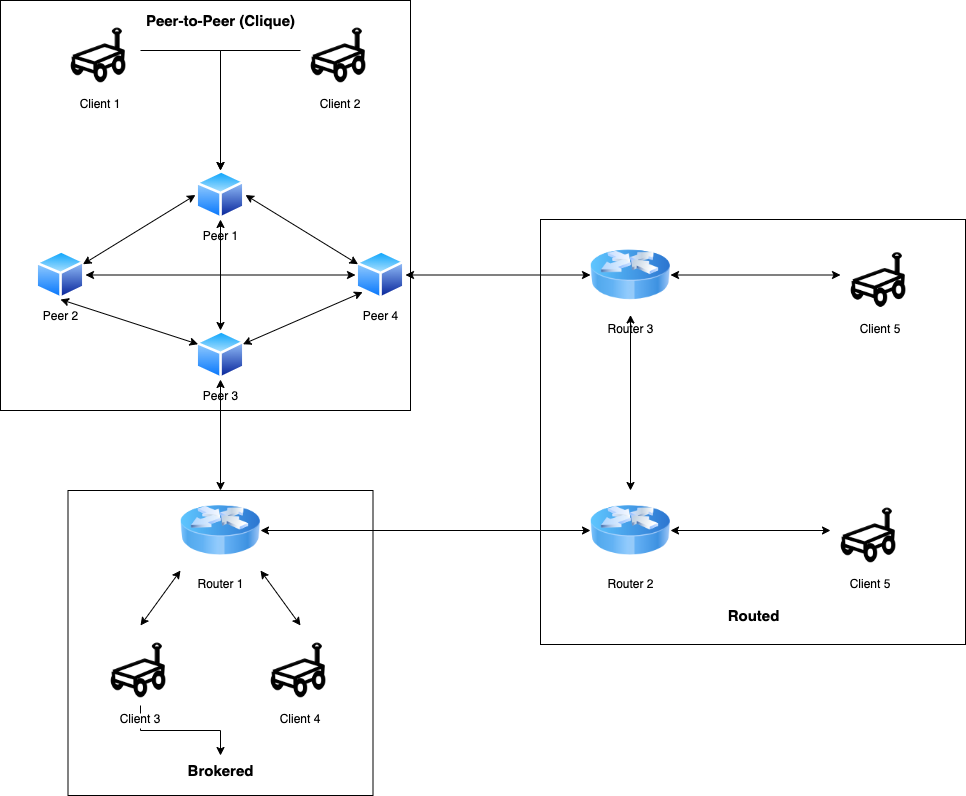 Peer-to-Peer (Clique)
Client 1
Client 2
Peer 1
Peer 2
Peer 4
Peer 3
Router 3
Client 5
Router 1
Router 2
Client 5
Routed
Client 3
Client 4
Brokered